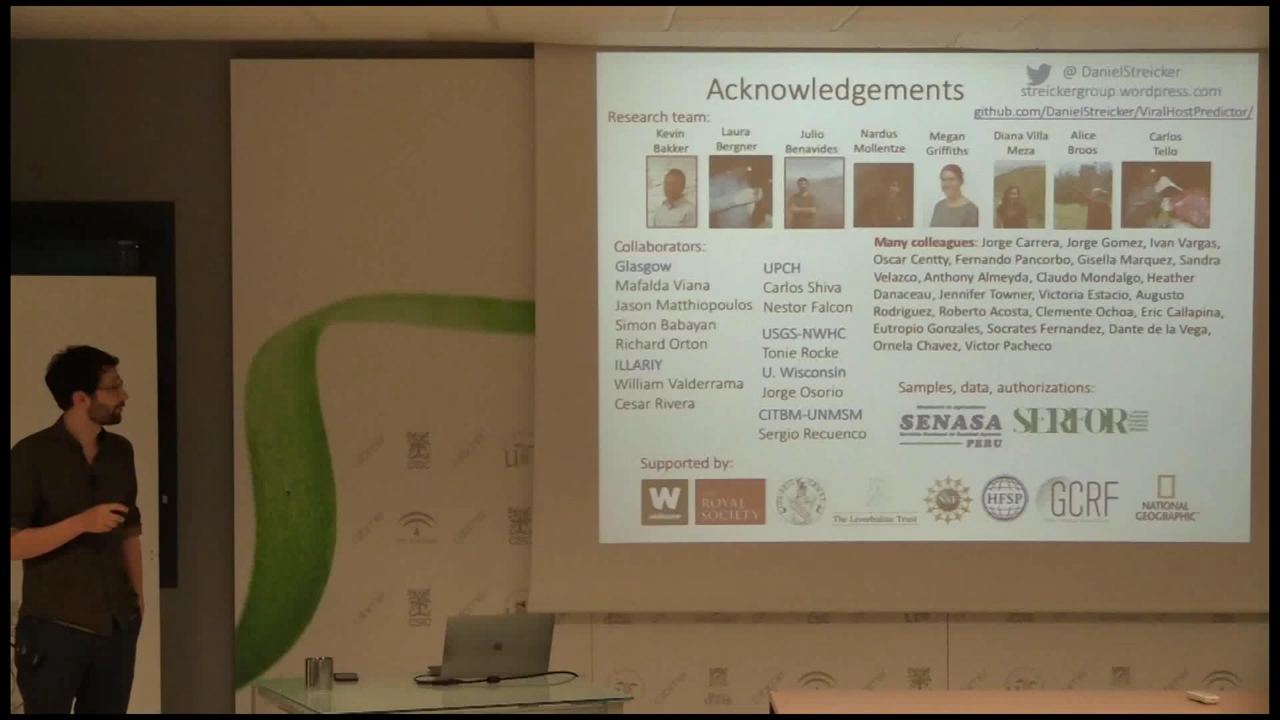 Acknowledgements
@ DanielStreicker
streickergroup.wordpress.com
github.com/DanielStreicker/ViralHostPredictor/
Research team:
Kevin Bakker
Laura Bergner
Julio Benavides
Nardus Mollentze
Megan Griffiths
Diana Villa Meza
Alice Broos
Carlos Tello
Collaborators:
Glasgow
Mafalda Viana
Jason Matthiopoulos
Simon Babayan
Richard Orton
ILLARIY
William Valderrama
Cesar Rivera
UPCH
Carlos Shiva
Nestor Falcon
USGS-NWHC
Tonie Rocke
U. Wisconsin
Jorge Osorio
CITBM-UNMSM
Sergio Recuenco
Many colleagues: Jorge Carrera, Jorge Gomez, Ivan Vargas,
Oscar Centty, Fernando Pancorbo, Gisella Marquez, Sandra
Velazco, Anthony Almeyda, Claudo Mondalgo, Heather
Danaceau, Jennifer Towner, Victoria Estacio, Augusto
Rodriguez, Roberto Acosta, Clemente Ochoa, Eric Callapina,
Eutropio Gonzales, Socrates Fernandez, Dante de la Vega,
Ornela Chavez, Victor Pacheco
Samples, data, authorizations:
SENASA
PERU
SERFOR
Supported by:
W
wellcome
THE
ROYAL
SOCIETY
The Leverhulme Trust
NSF
HFSP
GCRF
NATIONAL
GEOGRAPHIC
CSIC
CSIC
CSIC